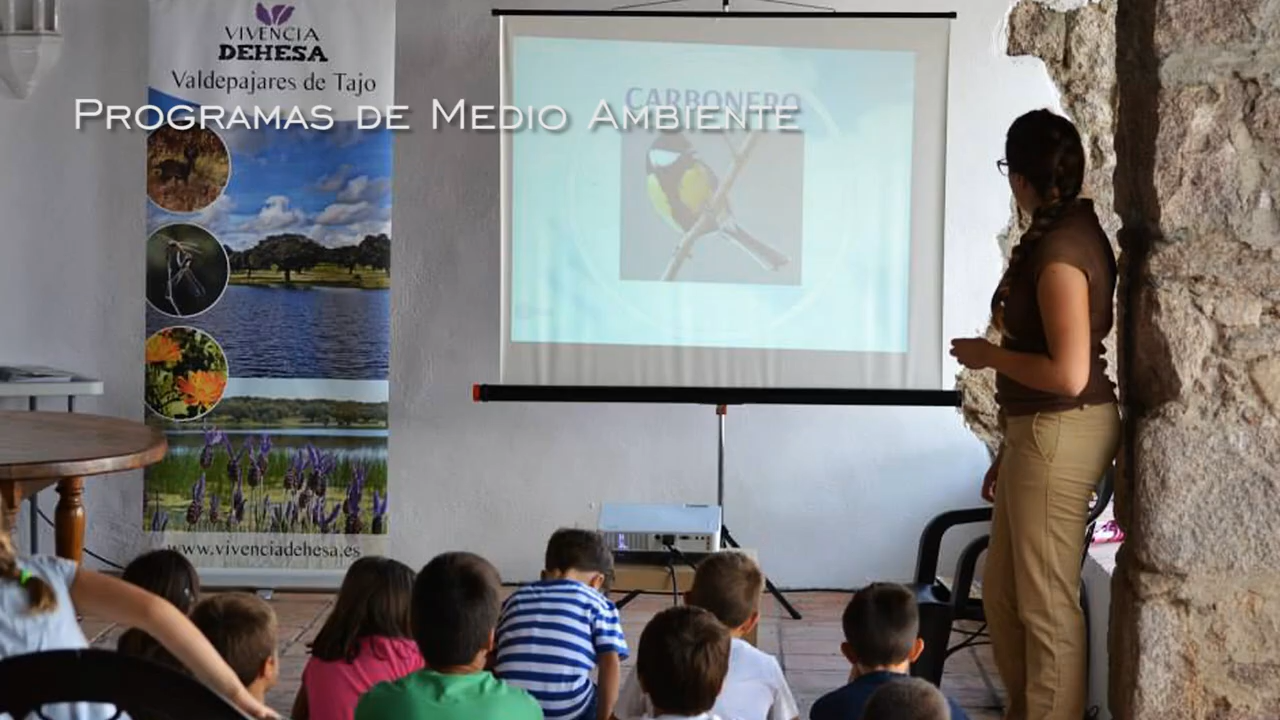 VIVENCIA
DEHESA
Valdepajares de Tajo
PROGRAMAS DE MEDIO AMBIENTE
CARBONERO
www.vivenciadehesa.es